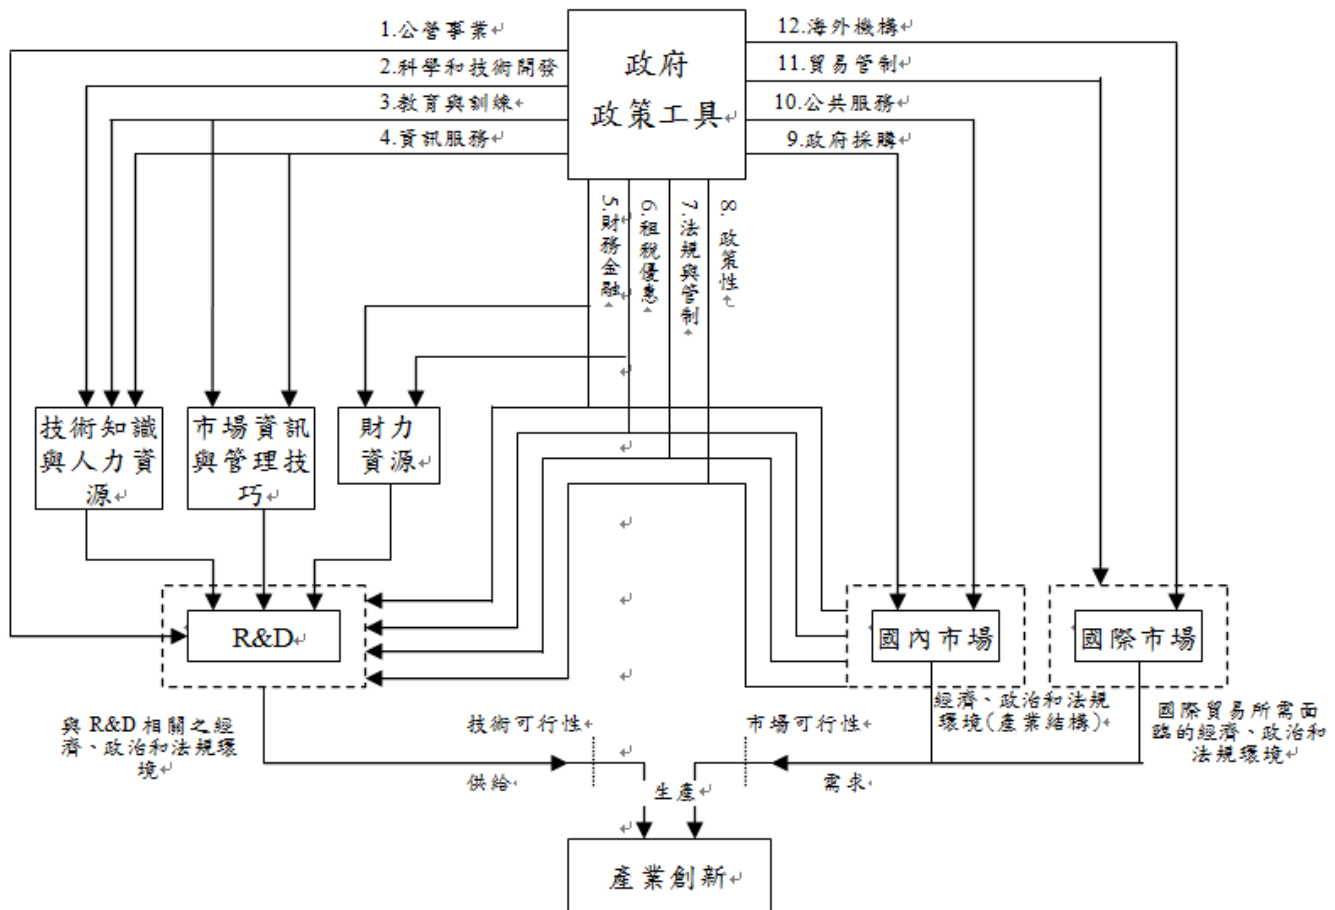 1.公營事業
2.科學和技術開發
3.教育與訓練
4.資訊服務
政府
政策工具
12.海外機構
11.貿易管制
10.公共服務
9.政府採購
5.財務金融
6.租稅優惠
7.法規與管制
8. 政策性
技術知識
與人力資
源
市場資訊
與管理技
巧
財力
資源
R&D
國內市場
國際市場
與 R&D 相關之經
濟、政治和法規環
境
技術可行性
市場可行性
經濟、政治和法規
環境(產業結構)
國際貿易所需面
臨的經濟、政治和
法規環境
供給
生產
需求
產業創新